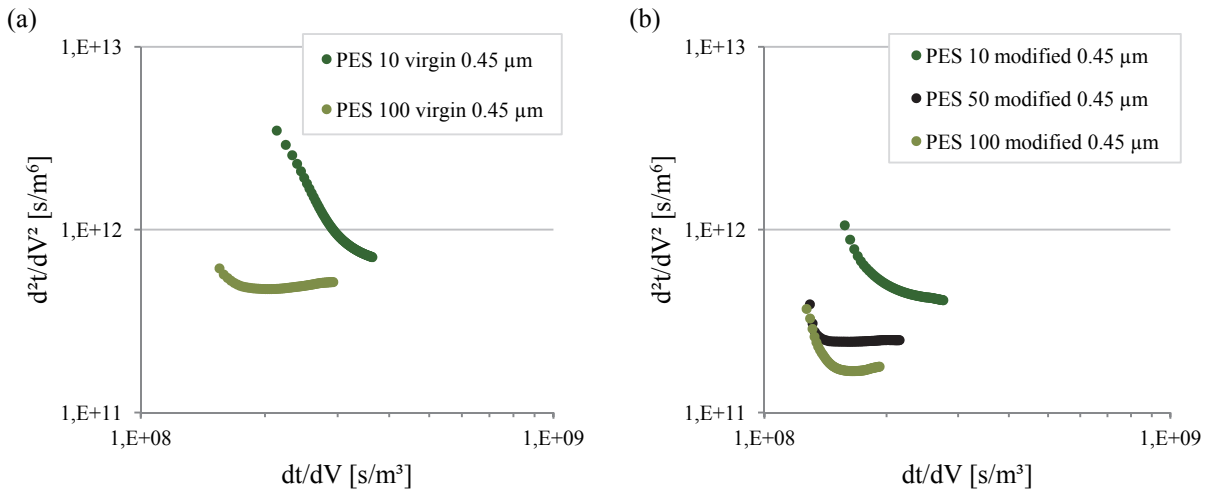 (a)
1,E+13
1,E+12
1,E+11
d²t/dV² [s/m⁶]
PES 10 virgin 0.45 µm
PES 100 virgin 0.45 µm
1,E+08
1,E+09
dt/dV [s/m³]
(b)
1,E+13
1,E+12
1,E+11
d²t/dV² [s/m⁶]
PES 10 modified 0.45 µm
PES 50 modified 0.45 µm
PES 100 modified 0.45 µm
1,E+08
1,E+09
dt/dV [s/m³]